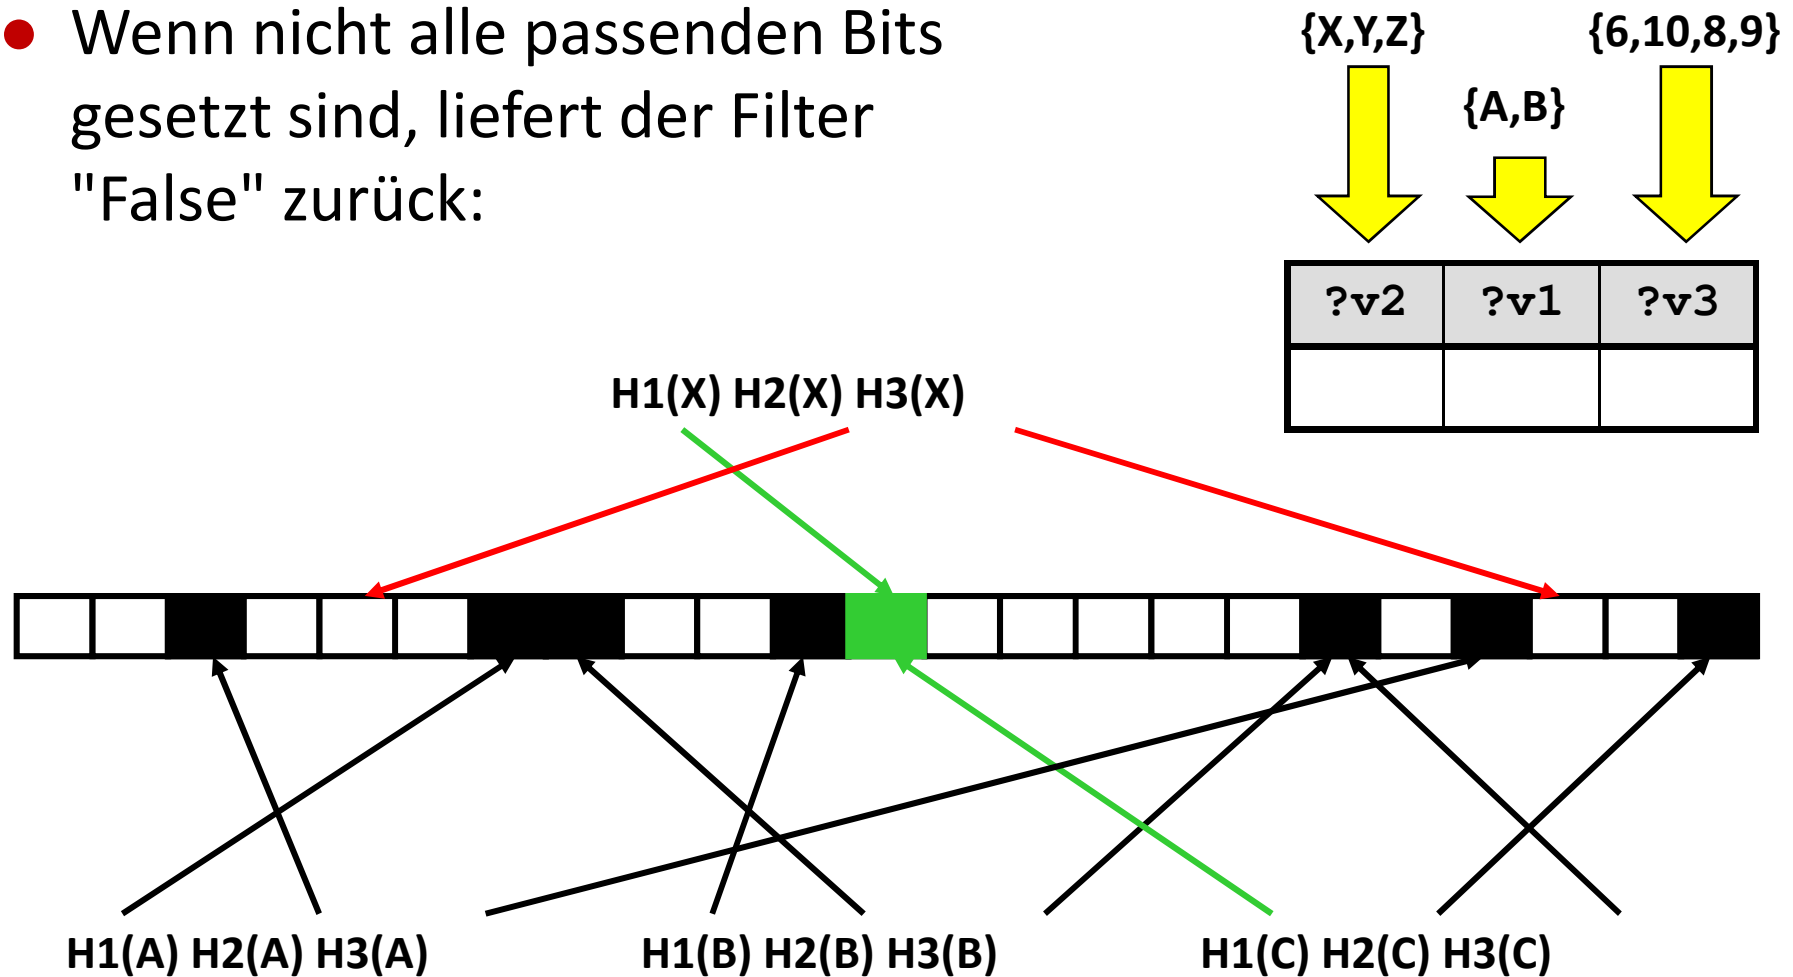 Wenn nicht alle passenden Bits
gesetzt sind, liefert der Filter
"False" zurück:
{X,Y,Z}
{A,B}
{6,10,8,9}
?v2 ?v1 ?v3
H1(X) H2(X) H3(X)
H1(A) H2(A) H3(A) H1(B) H2(B) H3(B) H1(C) H2(C) H3(C)